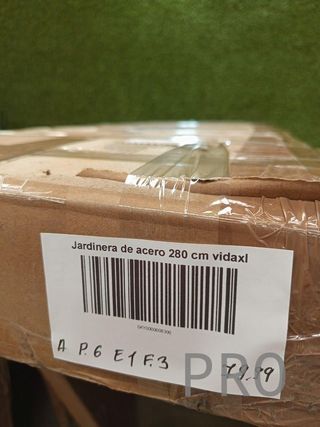 Jardinera de acero 280 cm vidaxl
A P.6 E1 F.3
PRO